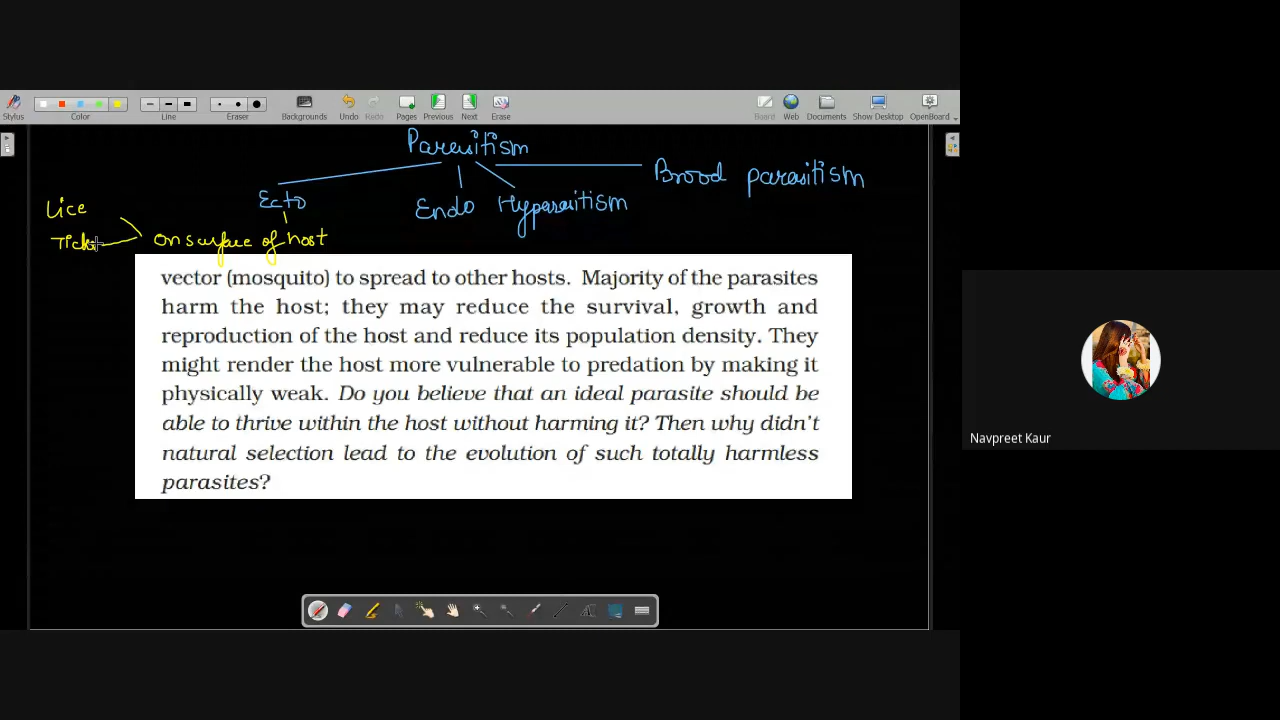 Stylus
Color
Line
Eraser
Backgrounds
Undo
Redo
Pages
Previous
Next
Erase
Board
Web
Documents
Show Desktop
OpenBoard
Parasitism
Brood parasitism
Ecto
Endo
Hyperparasitism
Lice
Ticks
on surface of host
vector (mosquito) to spread to other hosts. Majority of the parasites
harm the host; they may reduce the survival, growth and
reproduction of the host and reduce its population density. They
might render the host more vulnerable to predation by making it
physically weak. Do you believe that an ideal parasite should be
able to thrive within the host without harming it? Then why didn't
natural selection lead to the evolution of such totally harmless
parasites?
Navpreet Kaur